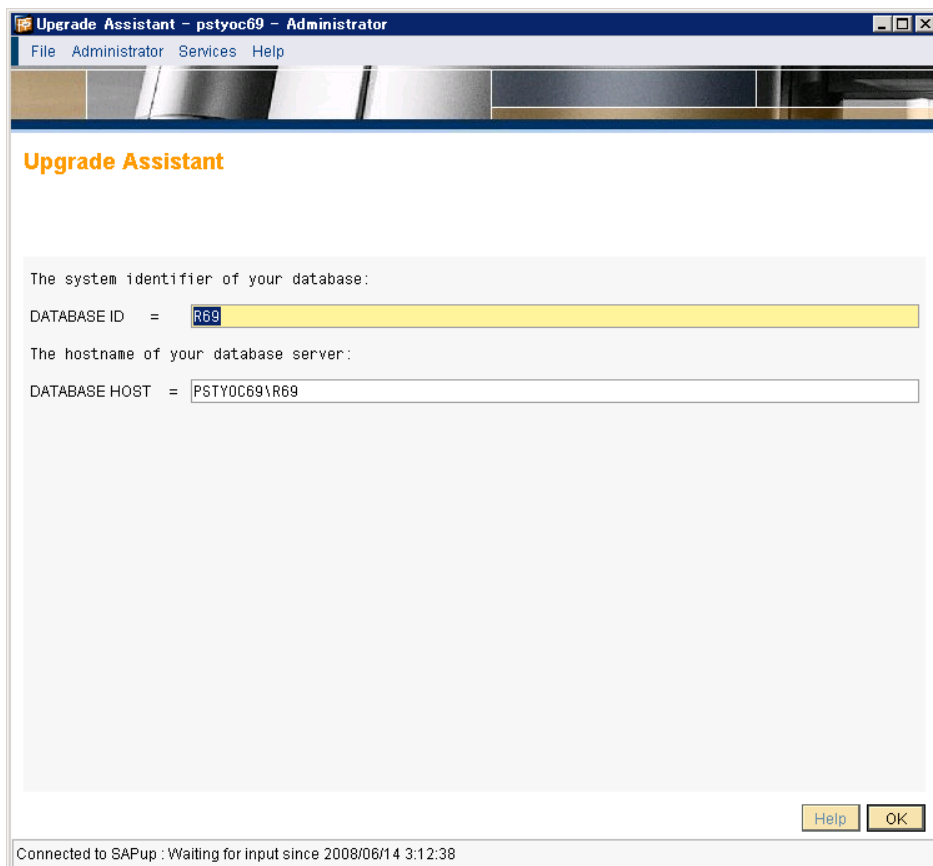 Upgrade Assistant - pstyoc69 - Administrator
File Administrator Services Help
Upgrade Assistant
The system identifier of your database:
DATABASE ID = R69
The hostname of your database server:
DATABASE HOST = PSTYOC69\R69
Help OK
Connected to SAPup : Waiting for input since 2008/06/14 3:12:38